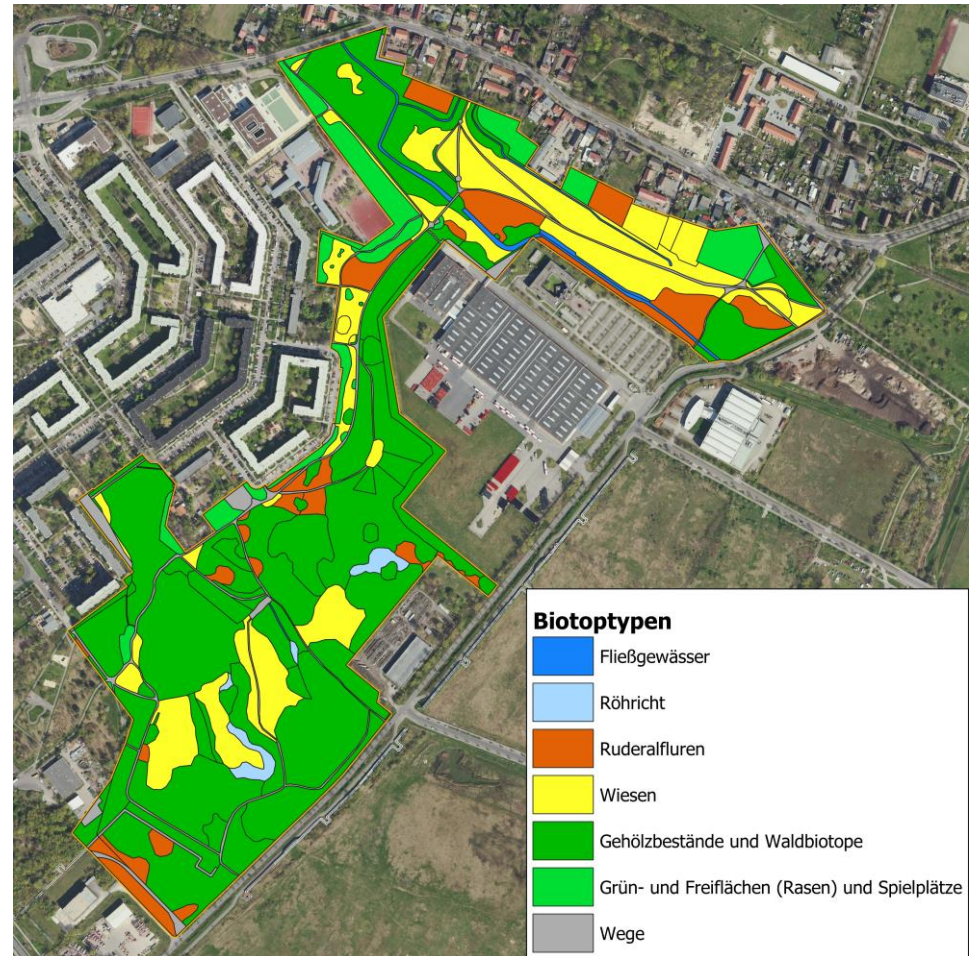 Biotoptypen
Fließgewässer
Röhricht
Ruderalfluren
Wiesen
Gehölzbestände und Waldbiotope
Grün- und Freiflächen (Rasen) und Spielplätze
Wege